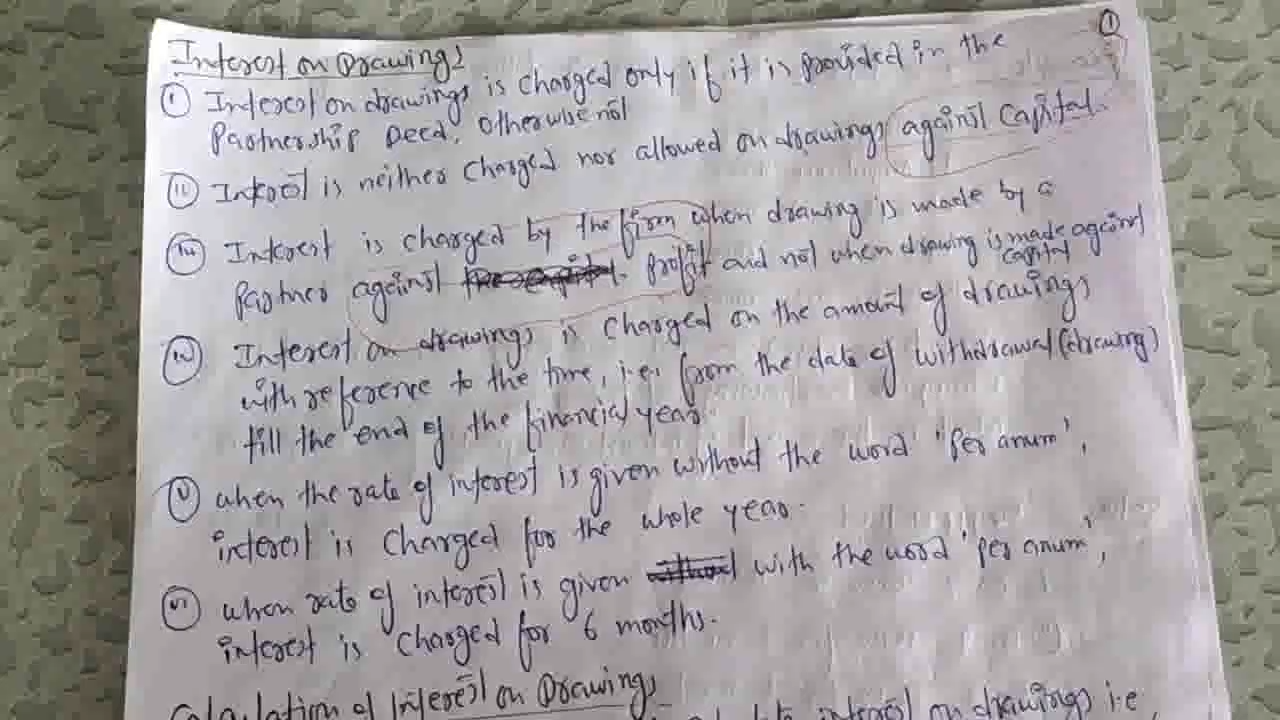 ①
Interest on Drawings
(i) Interest on drawings is charged only if it is provided in the
Partnership Deed, otherwise not
(ii) Interest is neither charged nor allowed on drawings against capital.
(iii) Interest is charged by the firm when drawing is made by a
partner against profit and not when drawing is made against
capital
(iv) Interest on drawings is charged on the amount of drawings
with reference to the time, i.e., from the date of withdrawal (drawing)
till the end of the financial year.
(v) when the rate of interest is given without the word 'per anum',
interest is charged for the whole year.
(vi) when rate of interest is given with the word 'per anum',
interest is charged for 6 months.
Calculation of Interest on Drawings
interest on drawings i.e,